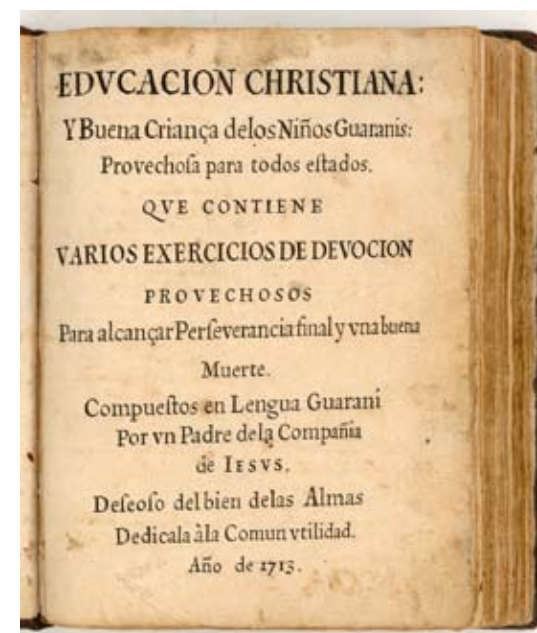 EDVCACION CHRISTIANA:
Y Buena Criança delos Niños Guaranis:
Provechoſa para todos eſtados.
QVE CONTIENE
VARIOS EXERCICIOS DE DEVOCION
PROVECHOSOS
Para alcançar Perſeverancia final y vna buena
Muerte.
Compueſtos en Lengua Guarani
Por vn Padre dela Compañia
de IESVS.
Deſeoſo del bien delas Almas
Dedicala àla Comun vtilidad.
Año de 1713.